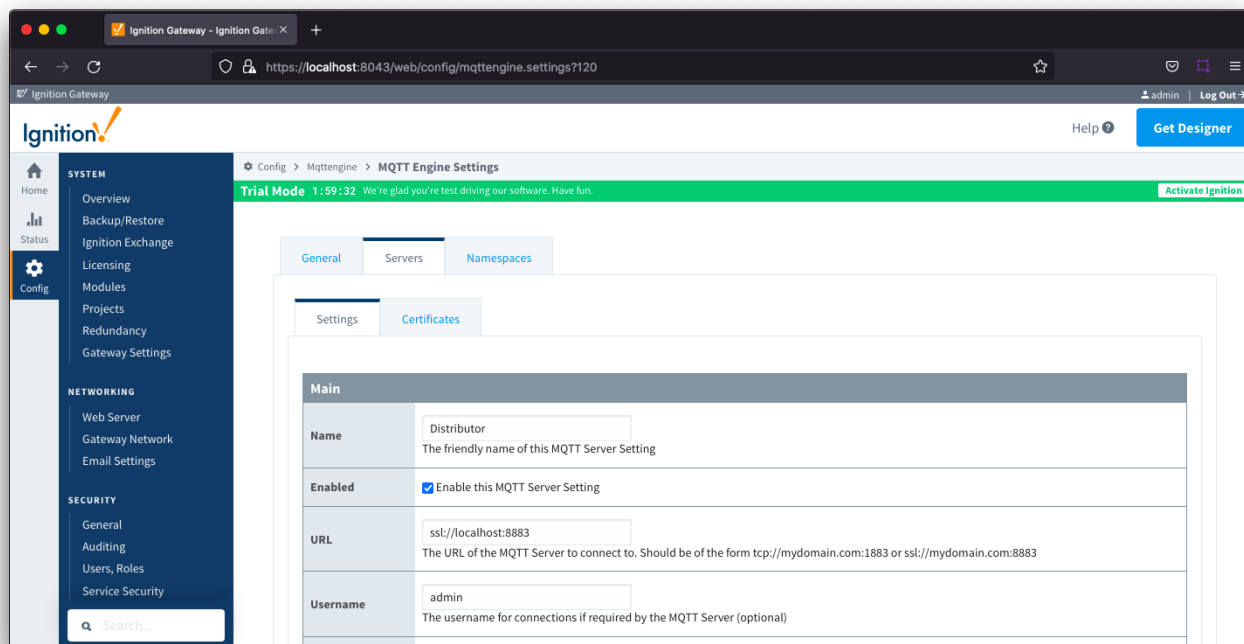 Ignition Gateway - Ignition Gate
https://localhost:8043/web/config/mqttengine.settings?120
Ignition Gateway
admin | Log Out
Ignition!
Help
Get Designer
Home
Status
Config
SYSTEM
Overview
Backup/Restore
Ignition Exchange
Licensing
Modules
Projects
Redundancy
Gateway Settings
NETWORKING
Web Server
Gateway Network
Email Settings
SECURITY
General
Auditing
Users, Roles
Service Security
Search...
Config > Mqttengine > MQTT Engine Settings
Trial Mode 1:59:32 We're glad you're test driving our software. Have fun.
Activate Ignition
General Servers Namespaces
Settings Certificates
Main
Name
Distributor
The friendly name of this MQTT Server Setting
Enabled
Enable this MQTT Server Setting
URL
ssl://localhost:8883
The URL of the MQTT Server to connect to. Should be of the form tcp://mydomain.com:1883 or ssl://mydomain.com:8883
Username
admin
The username for connections if required by the MQTT Server (optional)